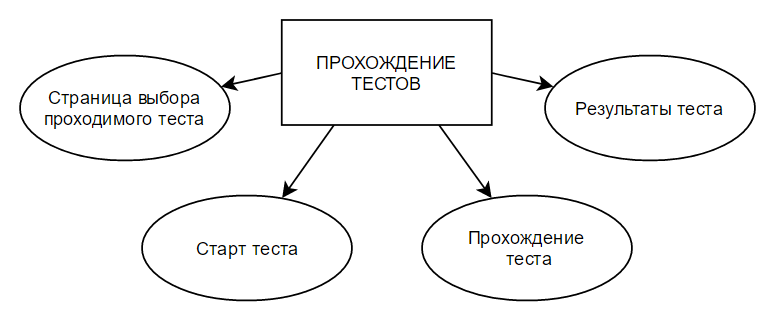 ПРОХОЖДЕНИЕ
ТЕСТОВ
Страница выбора
проходимого теста
Результаты теста
Старт теста
Прохождение
теста